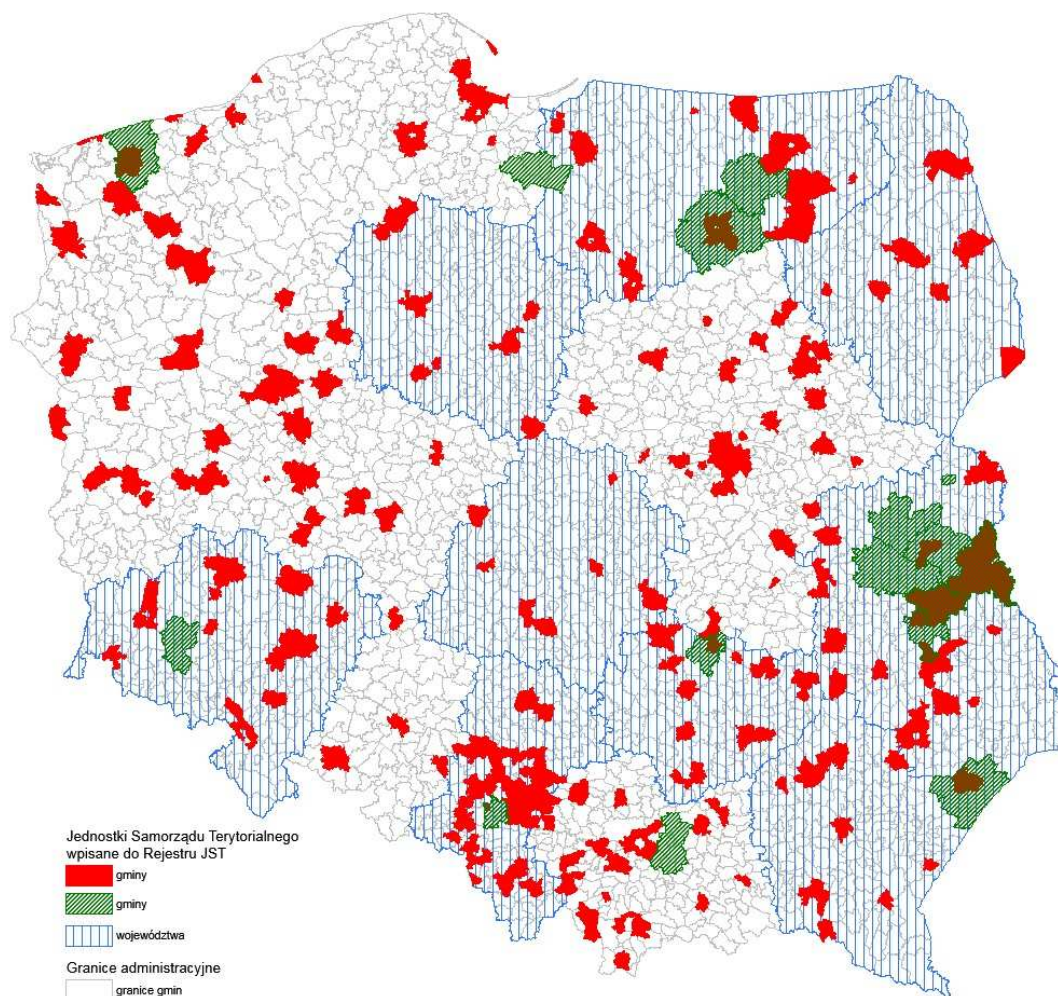 Jednostki Samorządu Terytorialnego
wpisane do Rejestru JST
gminy
gminy
województwa
Granice administracyjne
granice gmin